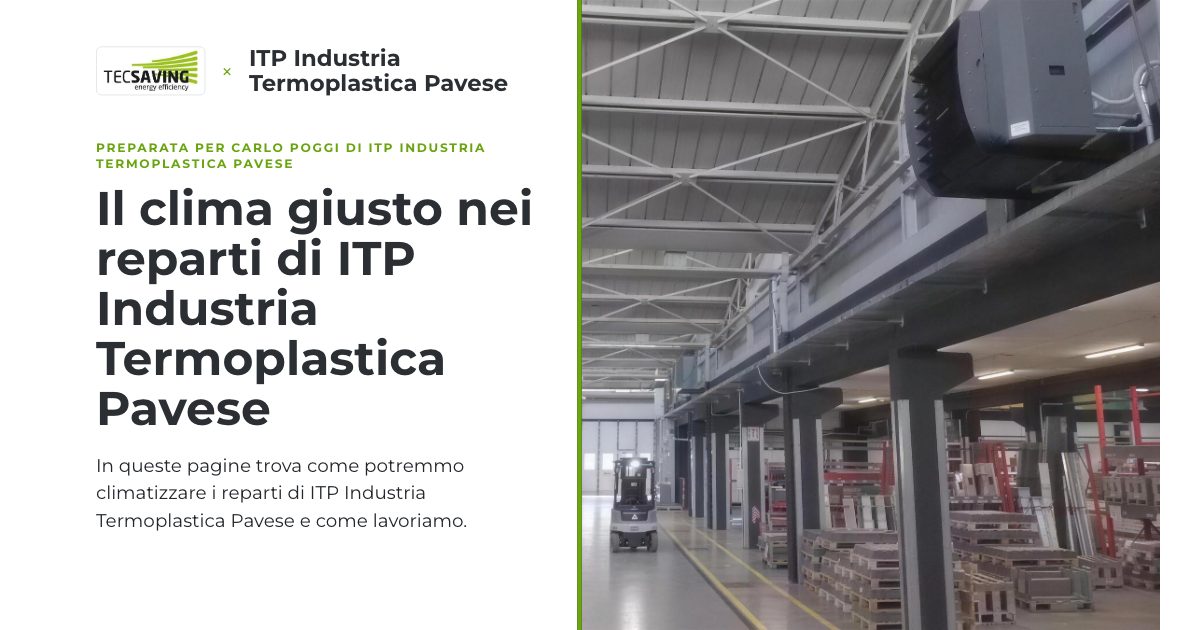 TECSAVING
energy efficiency
×
ITP Industria
Termoplastica Pavese
PREPARATA PER CARLO POGGI DI ITP INDUSTRIA
TERMOPLASTICA PAVESE
Il clima giusto nei
reparti di ITP
Industria
Termoplastica
Pavese
In queste pagine trova come potremmo
climatizzare i reparti di ITP Industria
Termoplastica Pavese e come lavoriamo.